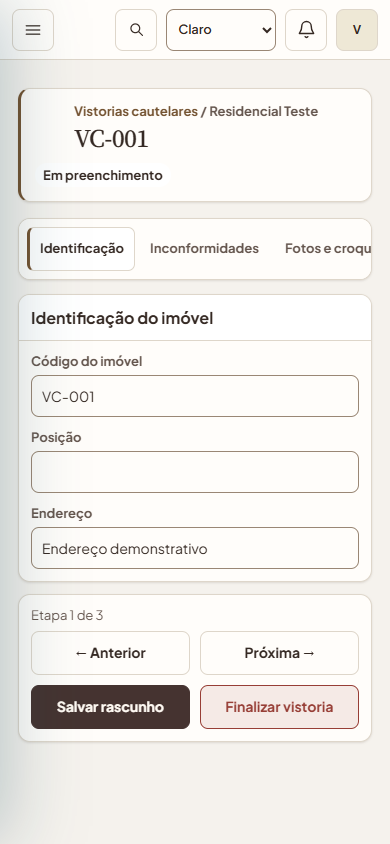 Claro
V
Vistorias cautelares / Residencial Teste
VC-001
Em preenchimento
Identificação
Inconformidades
Fotos e croqu
Identificação do imóvel
Código do imóvel
VC-001
Posição
Endereço
Endereço demonstrativo
Etapa 1 de 3
← Anterior
Próxima →
Salvar rascunho
Finalizar vistoria